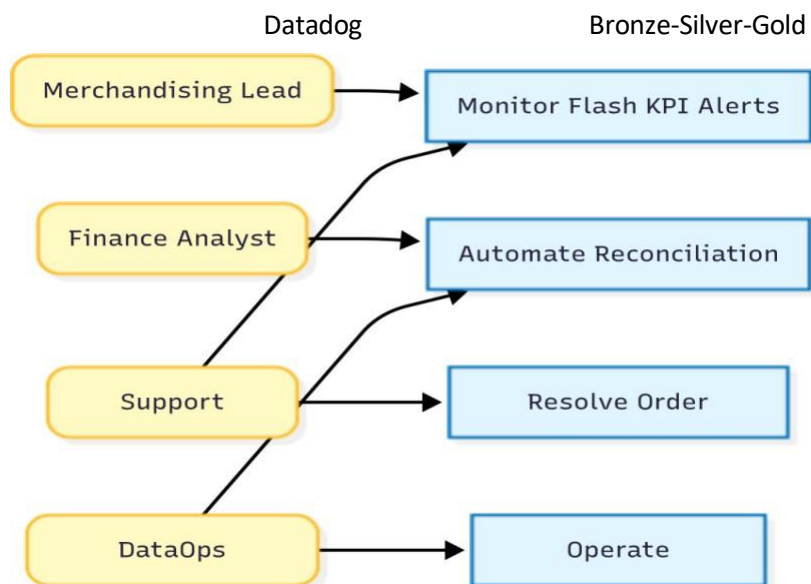 Datadog Bronze-Silver-Gold
Merchandising Lead
Monitor Flash KPI Alerts
Finance Analyst
Automate Reconciliation
Support
Resolve Order
DataOps
Operate